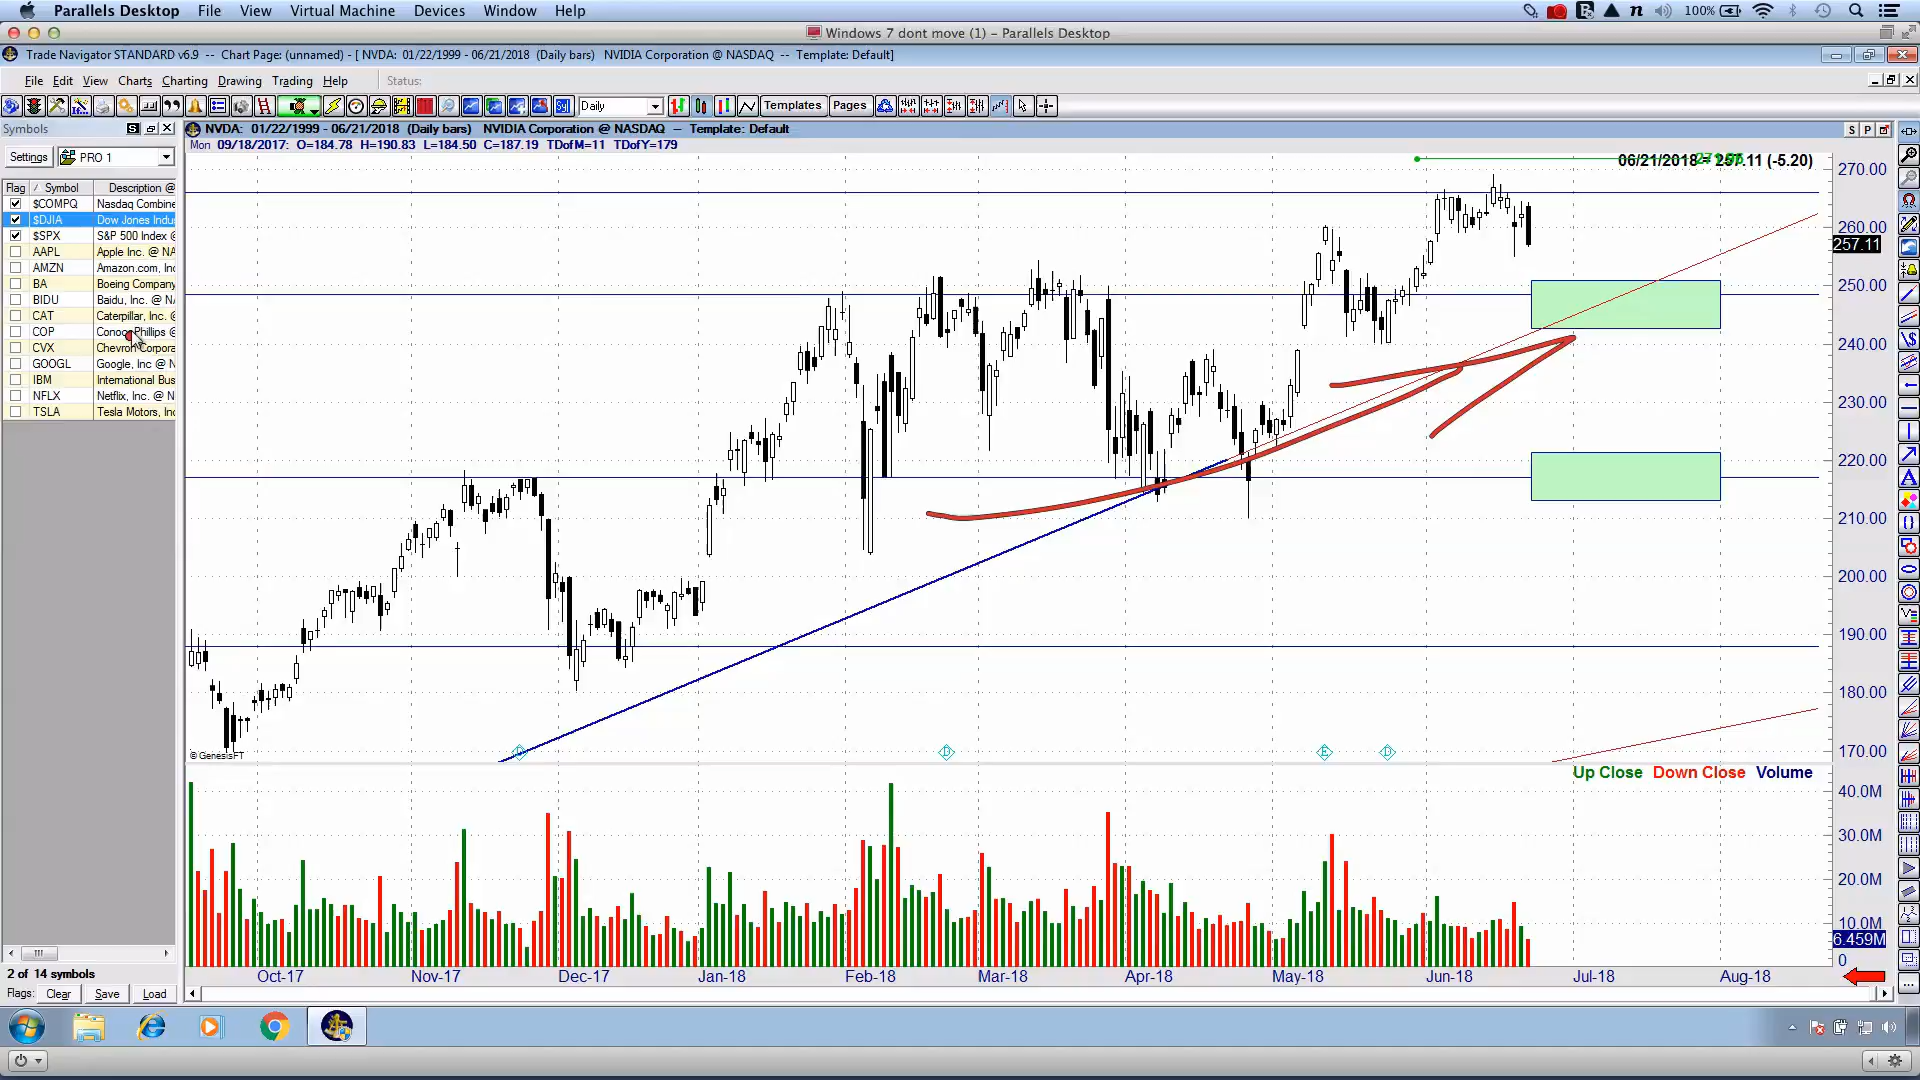 Parallels Desktop File View Virtual Machine Devices Window Help 100%
Windows 7 dont move (1) - Parallels Desktop
Trade Navigator STANDARD v6.9 -- Chart Page: (unnamed) - [ NVDA: 01/22/1999 - 06/21/2018 (Daily bars) NVIDIA Corporation @ NASDAQ -- Template: Default]
File Edit View Charts Charting Drawing Trading Help Status:
Daily Templates Pages
Symbols
NVDA: 01/22/1999 - 06/21/2018 (Daily bars) NVIDIA Corporation @ NASDAQ -- Template: Default S P
Mon 09/18/2017: O=184.78 H=190.83 L=184.50 C=187.19 TDofM=11 TDofY=179
Settings PRO 1
Flag Symbol Description @
$COMPQ Nasdaq Combine
$DJIA Dow Jones Indu
$SPX S&P 500 Index @
AAPL Apple Inc. @ NA
AMZN Amazon.com, Inc
BA Boeing Company
BIDU Baidu, Inc. @ NA
CAT Caterpillar, Inc. @
COP ConocoPhillips @
CVX Chevron Corpora
GOOGL Google, Inc @ N
IBM International Bus
NFLX Netflix, Inc. @ N
TSLA Tesla Motors, Inc
06/21/2018 = 257.11 (-5.20)
270.00
260.00
257.11
250.00
240.00
230.00
220.00
210.00
200.00
190.00
180.00
170.00
D E D
© GenesisFT
Up Close Down Close Volume
40.0M
30.0M
20.0M
10.0M
6.459M
0
Oct-17 Nov-17 Dec-17 Jan-18 Feb-18 Mar-18 Apr-18 May-18 Jun-18 Jul-18 Aug-18
2 of 14 symbols
Flags: Clear Save Load